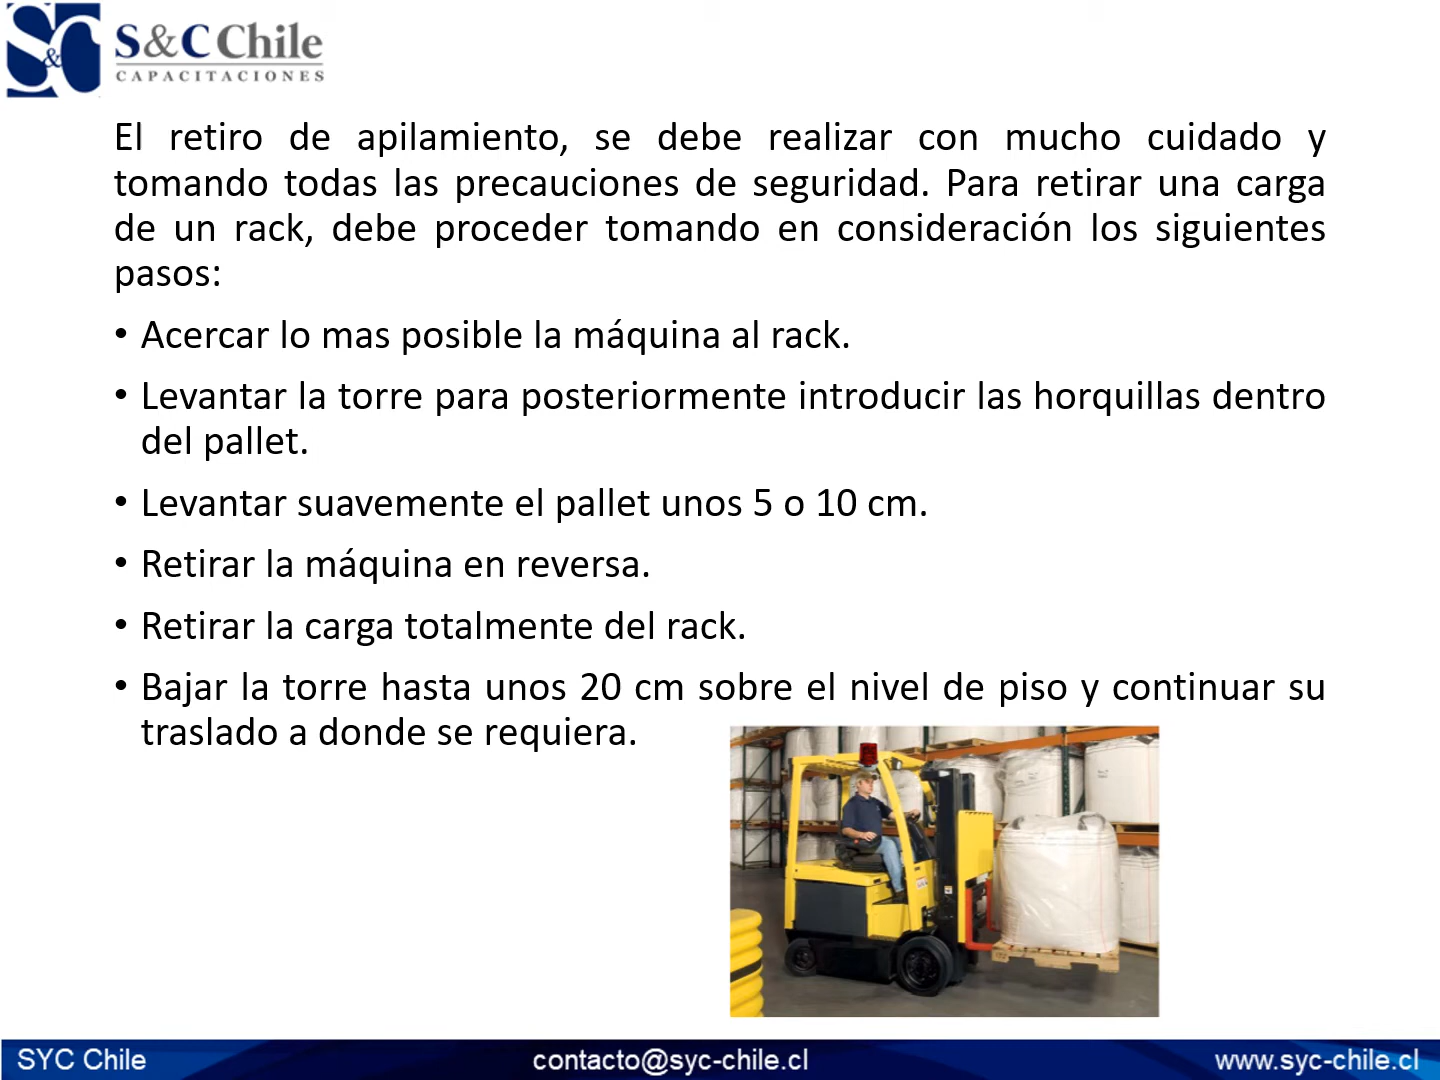 S&C Chile
CAPACITACIONES
El retiro de apilamiento, se debe realizar con mucho cuidado y
tomando todas las precauciones de seguridad. Para retirar una carga
de un rack, debe proceder tomando en consideración los siguientes
pasos:
• Acercar lo mas posible la máquina al rack.
• Levantar la torre para posteriormente introducir las horquillas dentro
del pallet.
• Levantar suavemente el pallet unos 5 o 10 cm.
• Retirar la máquina en reversa.
• Retirar la carga totalmente del rack.
• Bajar la torre hasta unos 20 cm sobre el nivel de piso y continuar su
traslado a donde se requiera.
SYC Chile contacto@syc-chile.cl www.syc-chile.cl